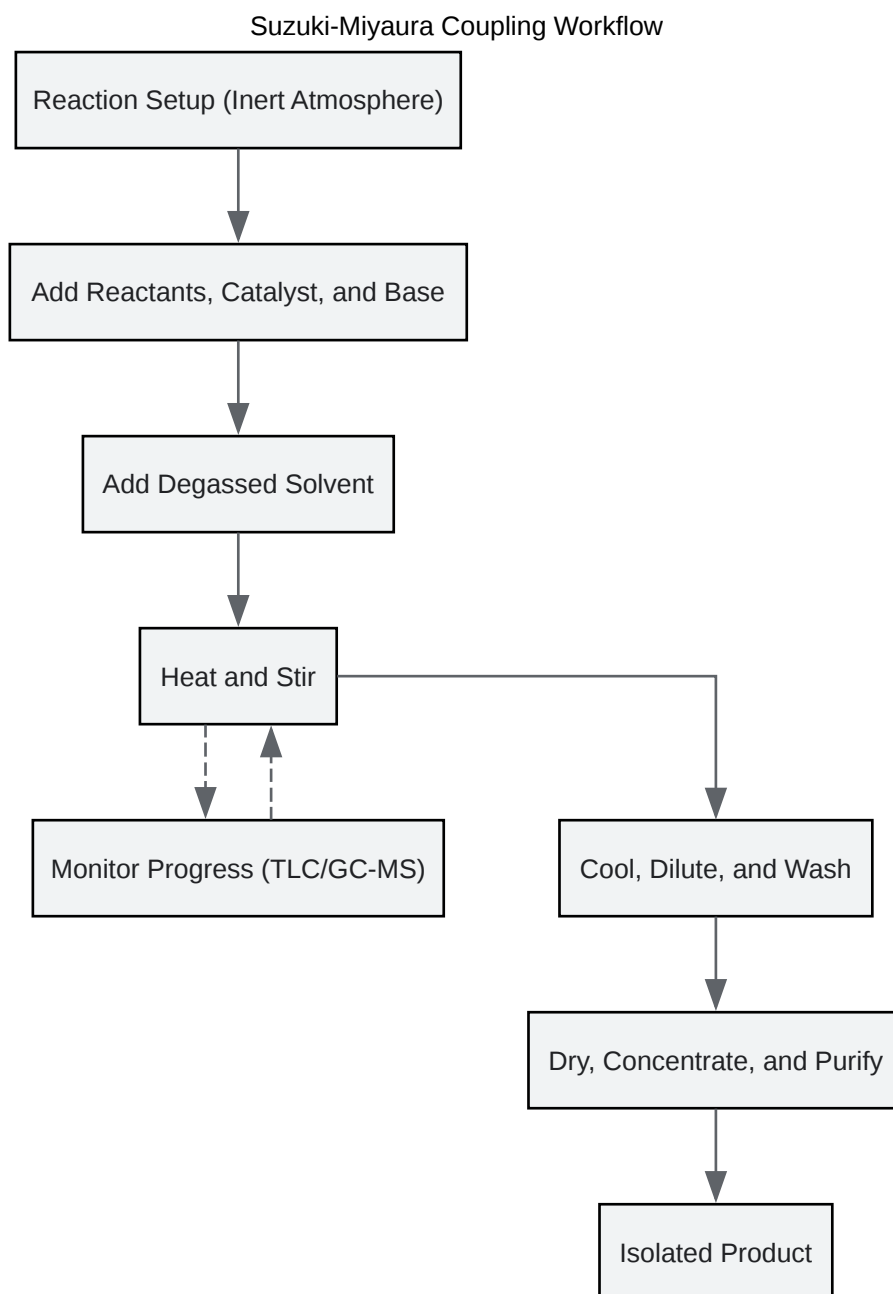 Suzuki-Miyaura Coupling Workflow
Reaction Setup (Inert Atmosphere)
Add Reactants, Catalyst, and Base
Add Degassed Solvent
Heat and Stir
Monitor Progress (TLC/GC-MS)
Cool, Dilute, and Wash
Dry, Concentrate, and Purify
Isolated Product